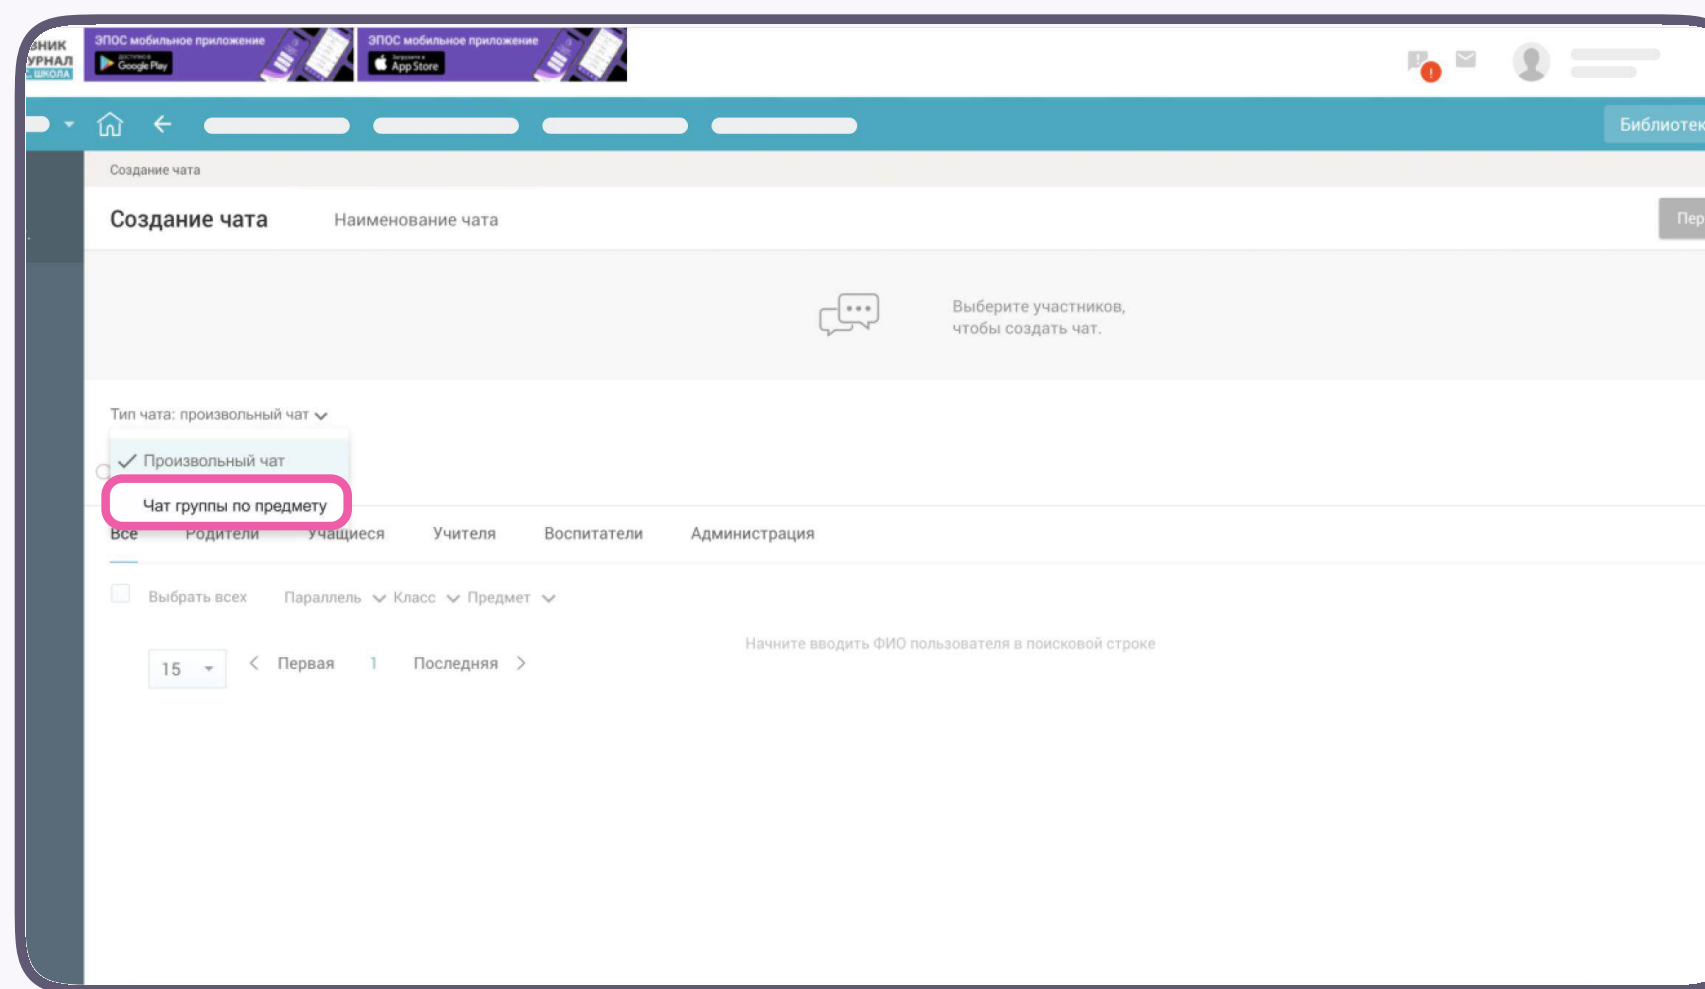 ЭПОС мобильное приложение
Google Play
ЭПОС мобильное приложение
Загрузите в
App Store
ШКОЛА
Создание чата
Создание чата
Наименование чата
Выберите участников,
чтобы создать чат.
Тип чата: произвольный чат
Произвольный чат
Чат группы по предмету
Все Родители Учащиеся Учителя Воспитатели Администрация
Выбрать всех Параллель Класс Предмет
Начните вводить ФИО пользователя в поисковой строке
15 Первая 1 Последняя